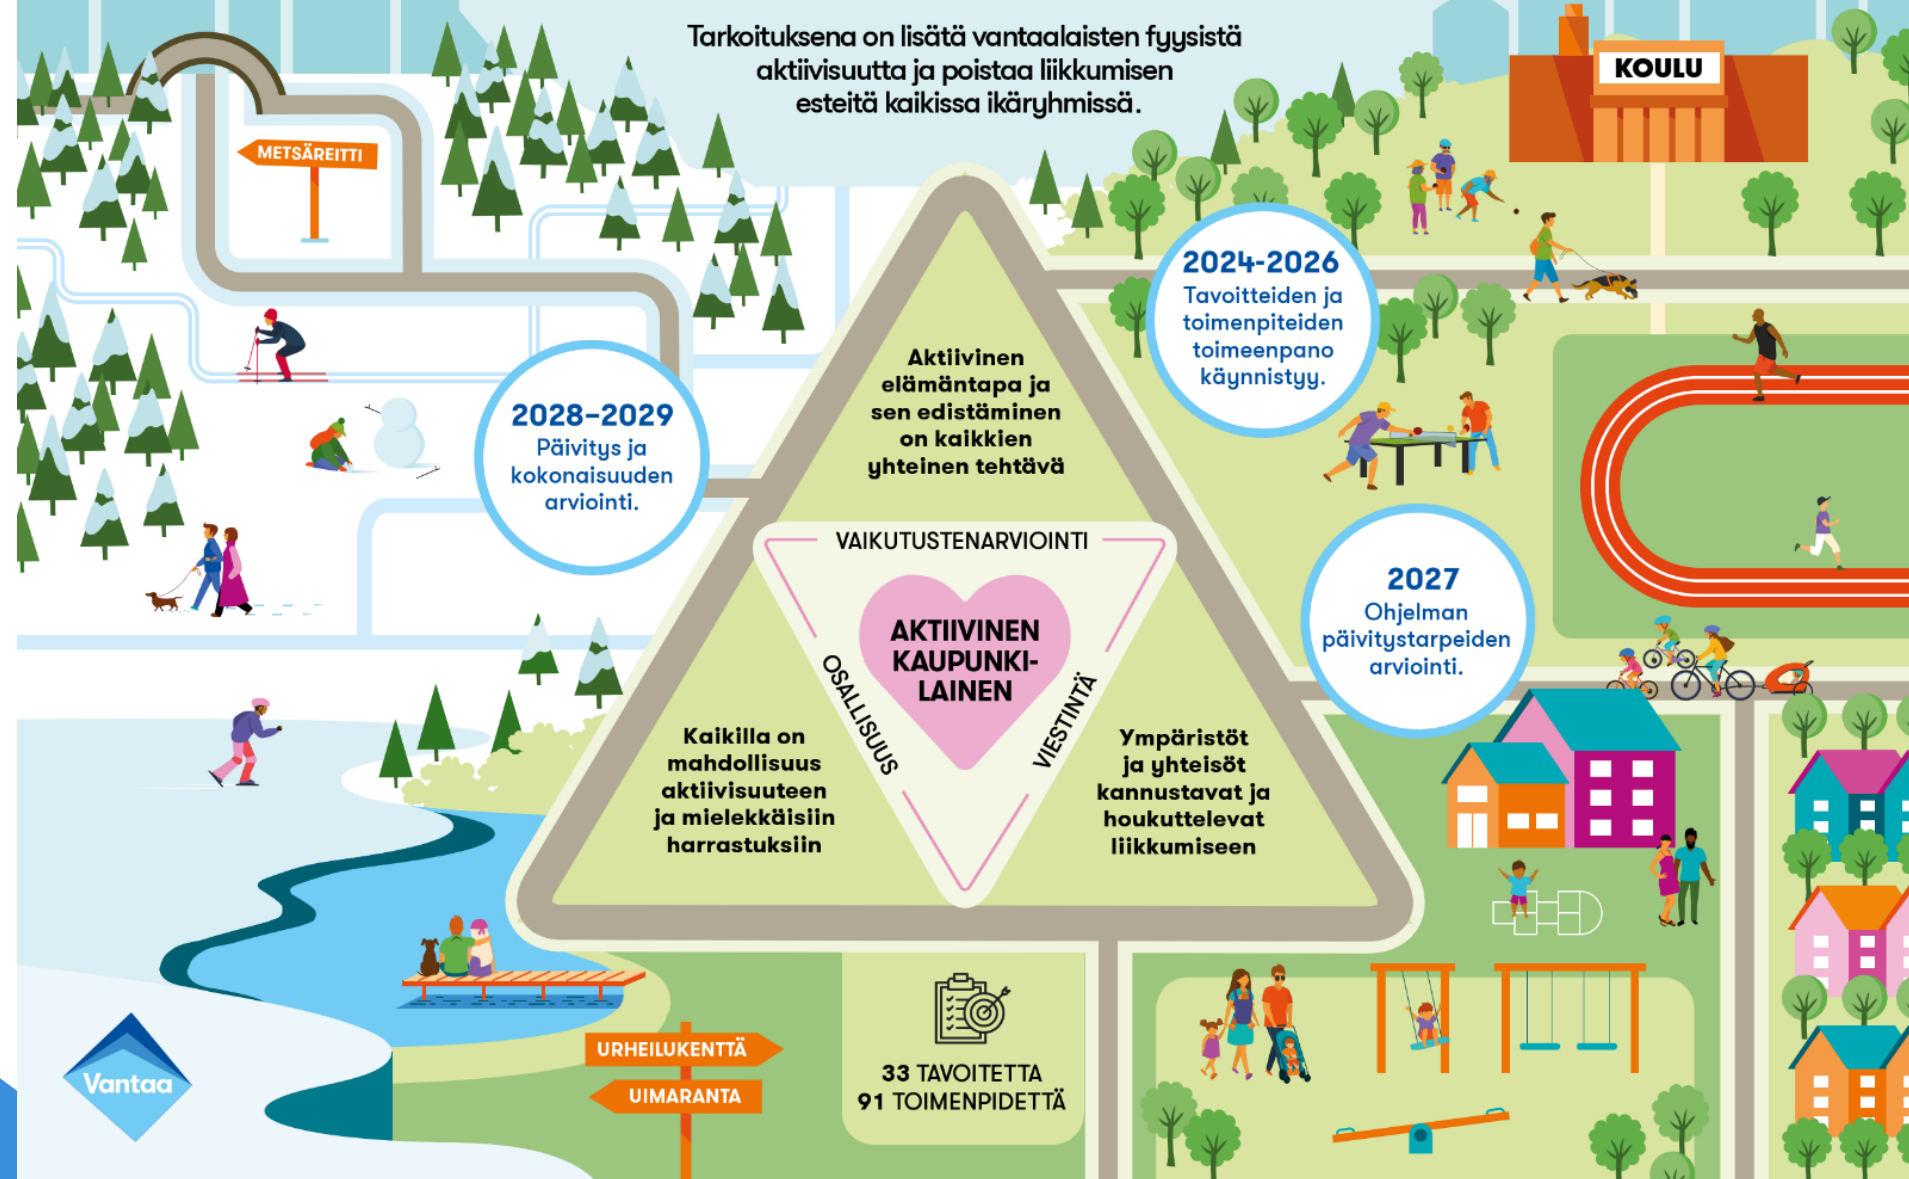 Tarkoituksena on lisätä vantaalaisten fyysistä
aktiivisuutta ja poistaa liikkumisen
esteitä kaikissa ikäryhmissä.
KOULU
METSÄREITTI
2024-2026
Tavoitteiden ja
toimenpiteiden
toimeenpano
käynnistyy.
Aktiivinen
elämäntapa ja
sen edistäminen
on kaikkien
yhteinen tehtävä
2028–2029
Päivitys ja
kokonaisuuden
arviointi.
VAIKUTUSTENARVIOINTI
2027
Ohjelman
päivitystarpeiden
arviointi.
AKTIIVINEN
KAUPUNKI-
LAINEN
OSALLISUUS
VIESTINTÄ
Kaikilla on
mahdollisuus
aktiivisuuteen
ja mielekkäisiin
harrastuksiin
Ympäristöt
ja yhteisöt
kannustavat ja
houkuttelevat
liikkumiseen
URHEILUKENTTÄ
UIMARANTA
33 TAVOITETTA
91 TOIMENPIDETTÄ
Vantaa